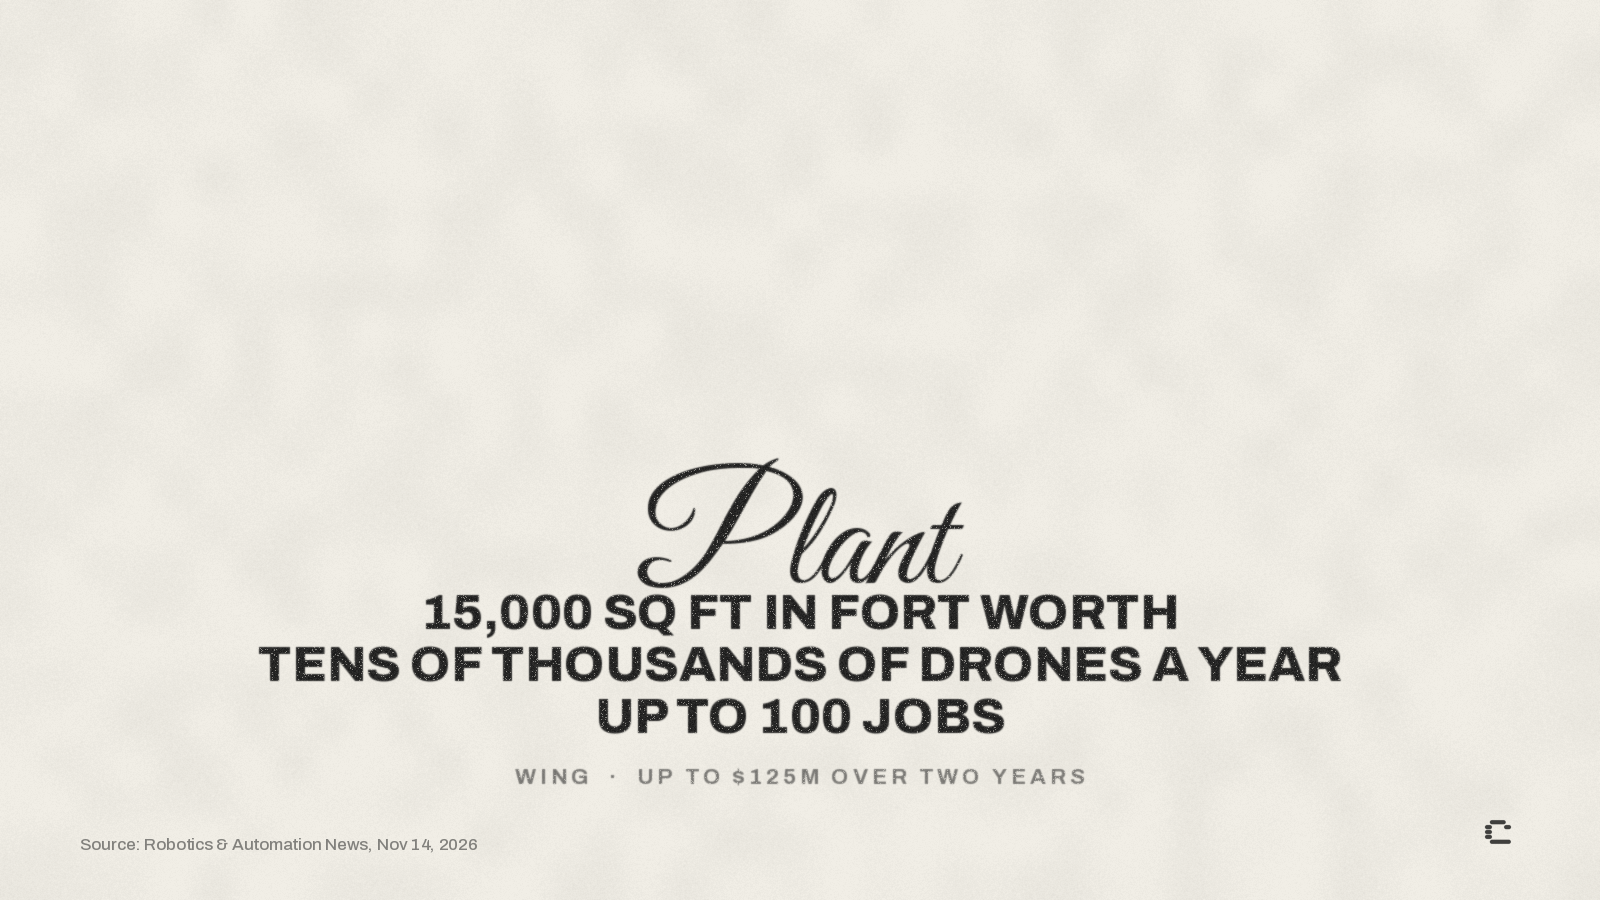 Plant
15,000 SQ FT IN FORT WORTH
TENS OF THOUSANDS OF DRONES A YEAR
UP TO 100 JOBS
WING · UP TO $125M OVER TWO YEARS
Source: Robotics & Automation News, Nov 14, 2026